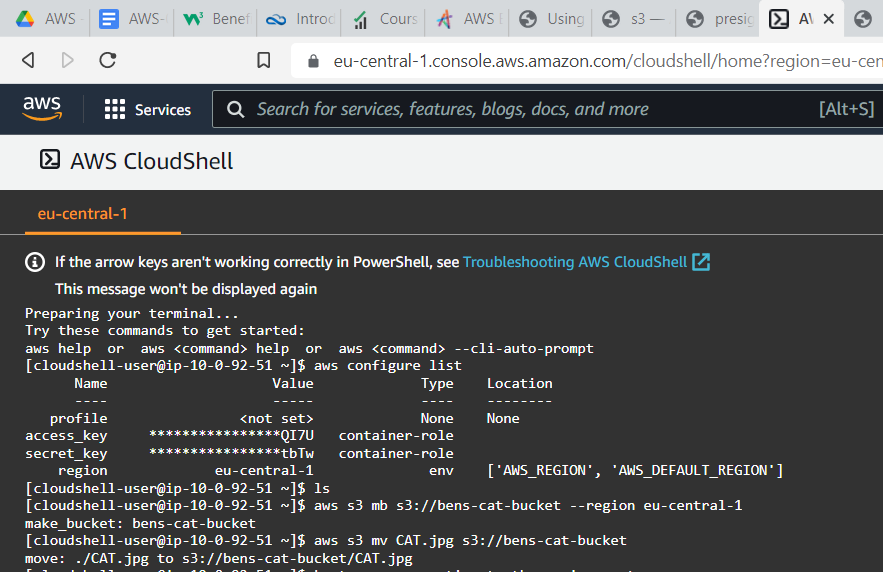 AWS
AWS-
Benef
Introd
Cours
AWS
Using
s3 —
presig
eu-central-1.console.aws.amazon.com/cloudshell/home?region=eu-cen
aws
Services
Search for services, features, blogs, docs, and more
[Alt+S]
AWS CloudShell
eu-central-1
If the arrow keys aren't working correctly in PowerShell, see Troubleshooting AWS CloudShell
This message won't be displayed again
Preparing your terminal...
Try these commands to get started:
aws help  or  aws <command> help  or  aws <command> --cli-auto-prompt
[cloudshell-user@ip-10-0-92-51 ~]$ aws configure list
Name Value Type Location
---- ----- ---- --------
profile <not set> None None
access_key ****************QI7U container-role
secret_key ****************tbTw container-role
region eu-central-1 env ['AWS_REGION', 'AWS_DEFAULT_REGION']
[cloudshell-user@ip-10-0-92-51 ~]$ ls
[cloudshell-user@ip-10-0-92-51 ~]$ aws s3 mb s3://bens-cat-bucket --region eu-central-1
make_bucket: bens-cat-bucket
[cloudshell-user@ip-10-0-92-51 ~]$ aws s3 mv CAT.jpg s3://bens-cat-bucket
move: ./CAT.jpg to s3://bens-cat-bucket/CAT.jpg